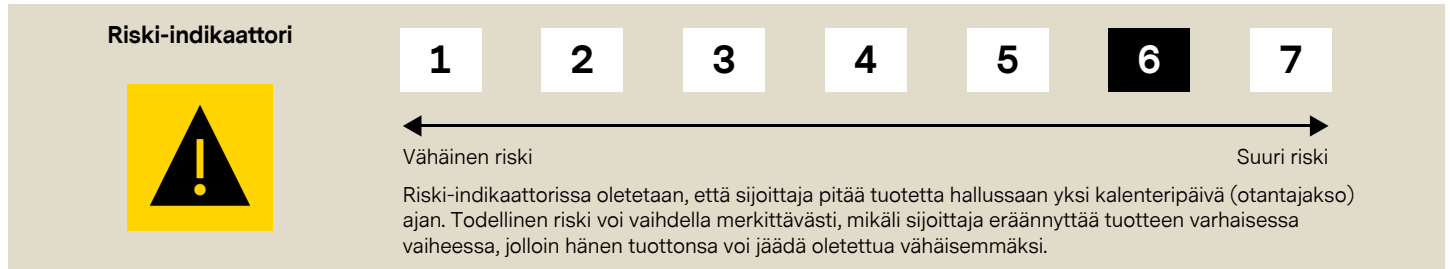 Riski-indikaattori
1 2 3 4 5 6 7
Vähäinen riski Suuri riski
Riski-indikaattorissa oletetaan, että sijoittaja pitää tuotetta hallussaan yksi kalenteripäivä (otantajakso)
ajan. Todellinen riski voi vaihdella merkittävästi, mikäli sijoittaja eräännyttää tuotteen varhaisessa
vaiheessa, jolloin hänen tuottonsa voi jäädä oletettua vähäisemmäksi.